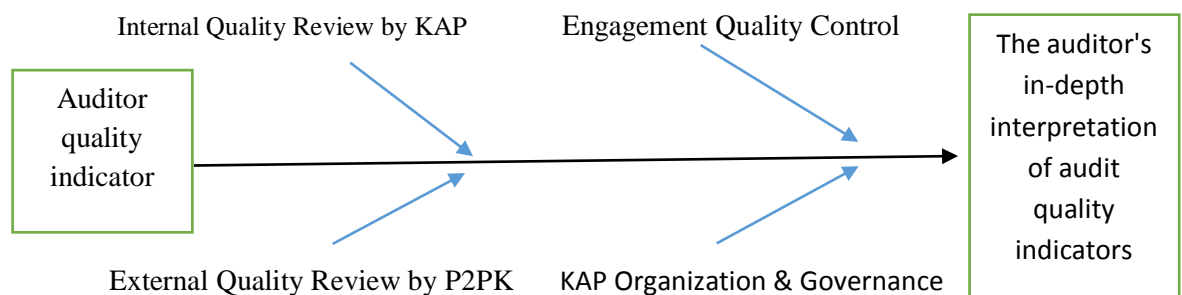 Internal Quality Review by KAP
Engagement Quality Control
Auditor
quality
indicator
The auditor's
in-depth
interpretation
of audit
quality
indicators
External Quality Review by P2PK
KAP Organization & Governance